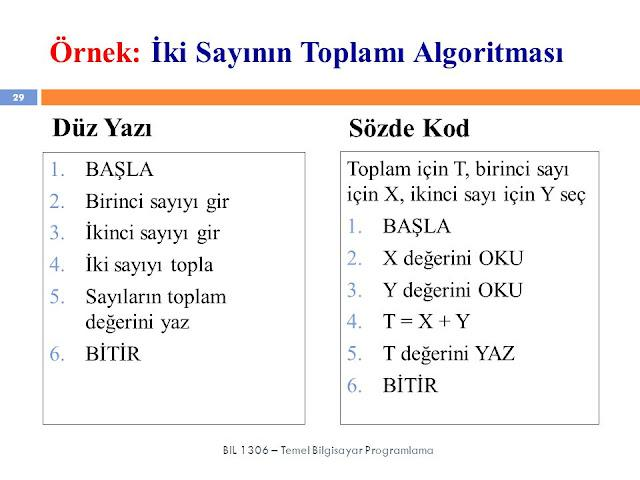 Örnek: İki Sayının Toplamı Algoritması
29
Düz Yazı
1. BAŞLA
2. Birinci sayıyı gir
3. İkinci sayıyı gir
4. İki sayıyı topla
5. Sayıların toplam
değerini yaz
6. BİTİR
Sözde Kod
Toplam için T, birinci sayı
için X, ikinci sayı için Y seç
1. BAŞLA
2. X değerini OKU
3. Y değerini OKU
4. T = X + Y
5. T değerini YAZ
6. BİTİR
BIL 1306 – Temel Bilgisayar Programlama